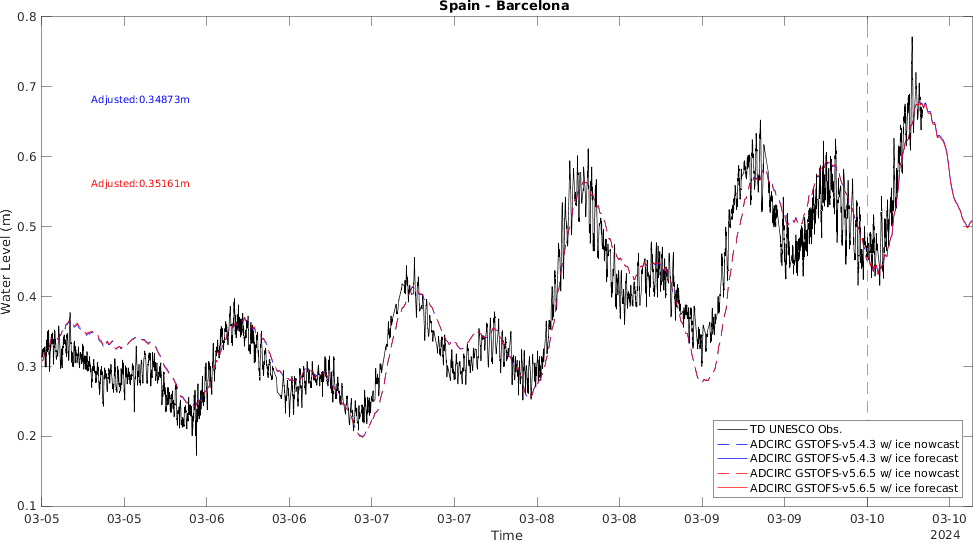 Spain - Barcelona
0.8
0.7
0.6
0.5
0.4
0.3
0.2
0.1
Water Level (m)
Adjusted:0.34873m
Adjusted:0.35161m
TD UNESCO Obs.
ADCIRC GSTOFS-v5.4.3 w/ ice nowcast
ADCIRC GSTOFS-v5.4.3 w/ ice forecast
ADCIRC GSTOFS-v5.6.5 w/ ice nowcast
ADCIRC GSTOFS-v5.6.5 w/ ice forecast
03-05 03-05 03-06 03-06 03-07 03-07 03-08 03-08 03-09 03-09 03-10 03-10
2024
Time